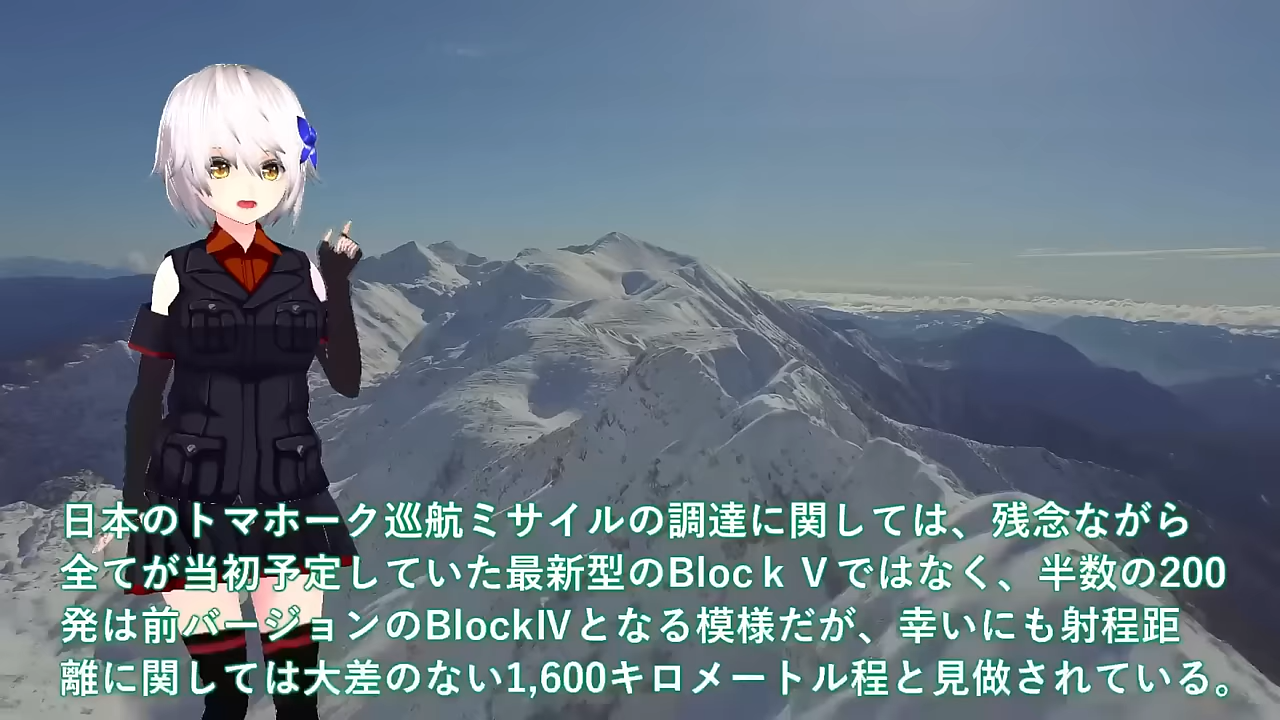 日本のトマホーク巡航ミサイルの調達に関しては、残念ながら
全てが当初予定していた最新型のBlocｋⅤではなく、半数の200
発は前バージョンのBlockⅣとなる模様だが、幸いにも射程距
離に関しては大差のない1,600キロメートル程と見做されている。